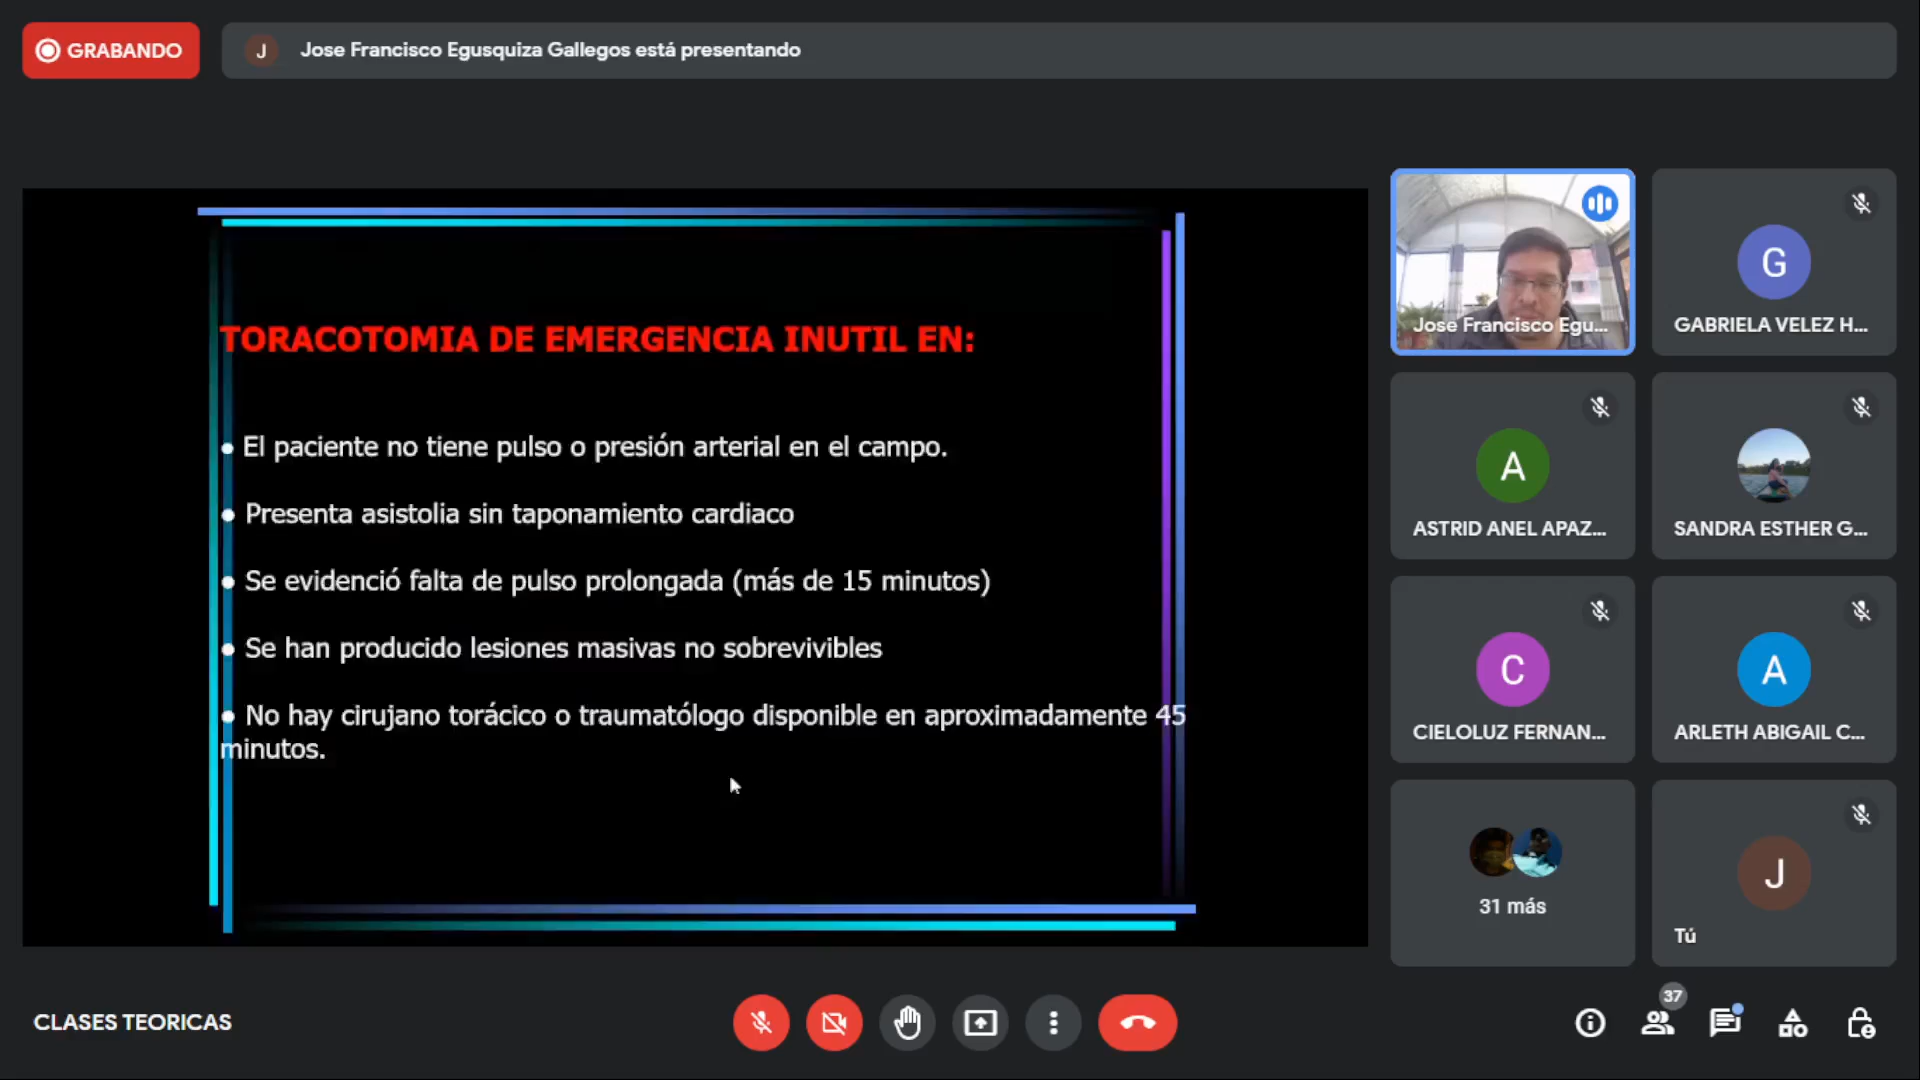 GRABANDO
J
Jose Francisco Egusquiza Gallegos está presentando
TORACOTOMIA DE EMERGENCIA INUTIL EN:
• El paciente no tiene pulso o presión arterial en el campo.
• Presenta asistolia sin taponamiento cardiaco
• Se evidenció falta de pulso prolongada (más de 15 minutos)
• Se han producido lesiones masivas no sobrevivibles
• No hay cirujano torácico o traumatólogo disponible en aproximadamente 45
minutos.
Jose Francisco Egu...
G
GABRIELA VELEZ H...
A
ASTRID ANEL APAZ...
SANDRA ESTHER G...
C
CIELOLUZ FERNAN...
A
ARLETH ABIGAIL C...
31 más
J
Tú
CLASES TEORICAS
37